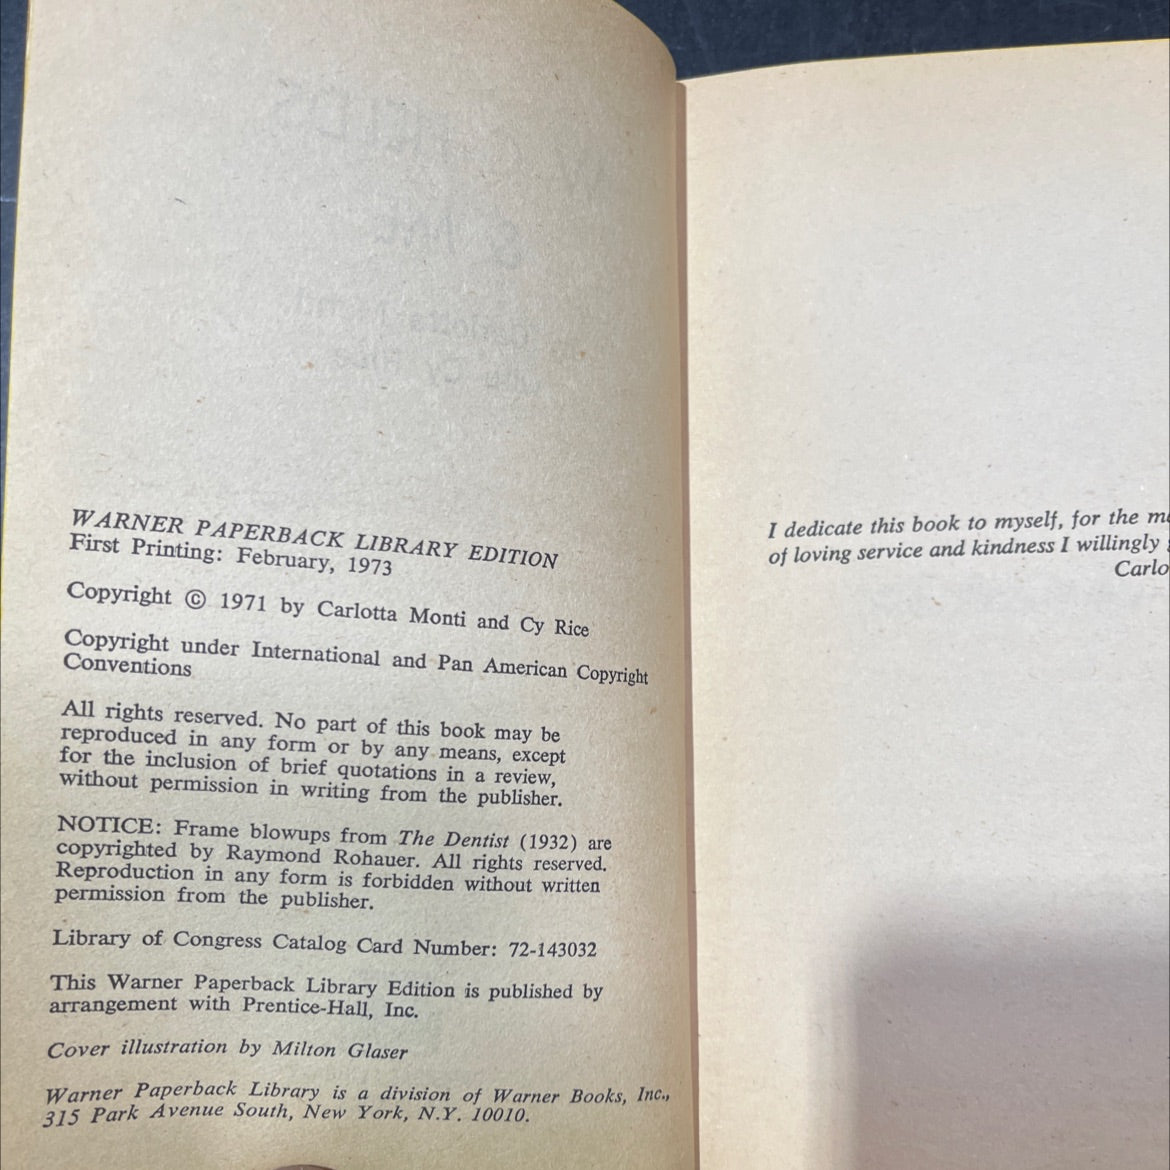 WARNER PAPERBACK LIBRARY EDITION
First Printing: February, 1973
Copyright © 1971 by Carlotta Monti and Cy Rice
Copyright under International and Pan American Copyright
Conventions
All rights reserved. No part of this book may be
reproduced in any form or by any means, except
for the inclusion of brief quotations in a review,
without permission in writing from the publisher.
NOTICE: Frame blowups from The Dentist (1932) are
copyrighted by Raymond Rohauer. All rights reserved.
Reproduction in any form is forbidden without written
permission from the publisher.
Library of Congress Catalog Card Number: 72-143032
This Warner Paperback Library Edition is published by
arrangement with Prentice-Hall, Inc.
Cover illustration by Milton Glaser
Warner Paperback Library is a division of Warner Books, Inc.,
315 Park Avenue South, New York, N.Y. 10010.
I dedicate this book to myself, for the
of loving service and kindness I willingly
Carlo